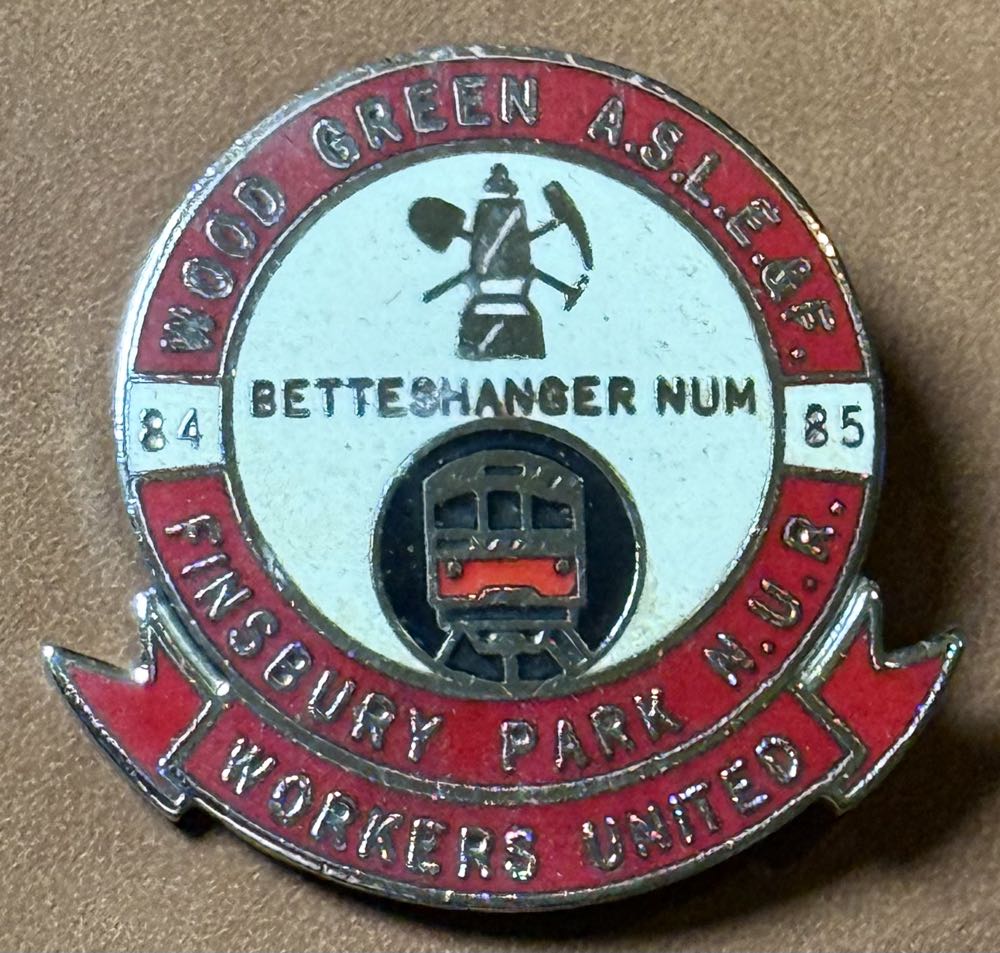 WOOD GREEN A.S.L.E.&F.
BETTESHANGER NUM
84 85
FINSBURY PARK N.U.R.
WORKERS UNITED